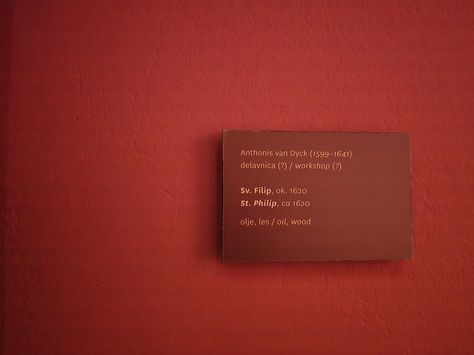 Anthonis van Dyck (1599–1641)
delavnica (?) / workshop (?)
Sv. Filip, ok. 1620
St. Philip, ca 1620
olje, les / oil, wood